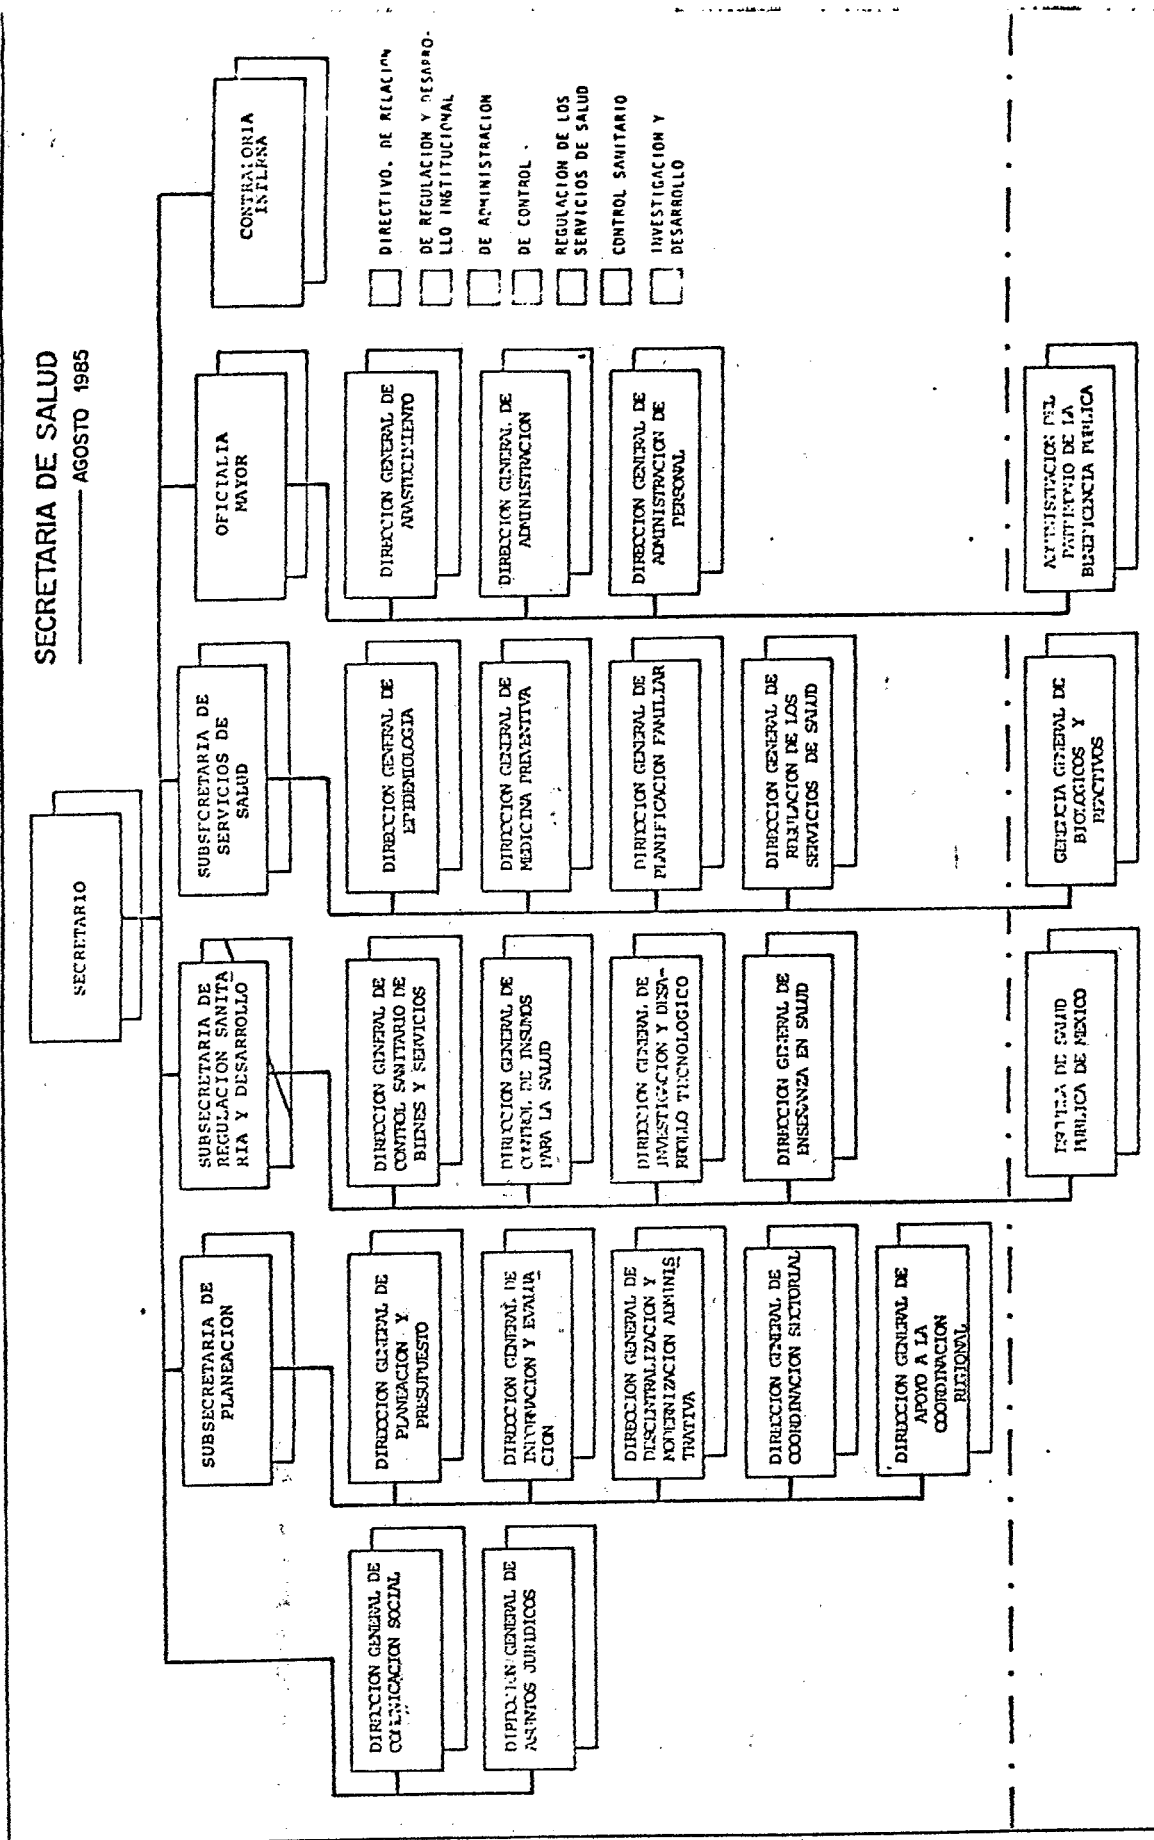 SECRETARIA DE SALUD
AGOSTO 1985
SECRETARIO
SUBSECRETARIA DE
PLANEACION
SUBSECRETARIA DE
REGULACION SANITA
RIA Y DESARROLLO
SUBSECRETARIA DE
SERVICIOS DE
SALUD
OFICIALIA
MAYOR
CONTRALORIA
INTERNA
DIRECCION GENERAL DE
COMUNICACION SOCIAL
DIRECCION GENERAL DE
ASUNTOS JURIDICOS
DIRECCION GENERAL DE
PLANEACION Y
PRESUPUESTO
DIRECCION GENERAL DE
INFORMACION Y EVALUA
CION
DIRECCION GENERAL DE
DESCENTRALIZACION Y
MODERNIZACION ADMINIS
TRATIVA
DIRECCION GENERAL DE
COORDINACION SECTORIAL
DIRECCION GENERAL DE
APOYO A LA
COORDINACION
REGIONAL
DIRECCION GENERAL DE
CONTROL SANITARIO DE
BIENES Y SERVICIOS
DIRECCION GENERAL DE
CONTROL DE INSUMOS
PARA LA SALUD
DIRECCION GENERAL DE
INVESTIGACION Y DESA-
RROLLO TECNOLOGICO
DIRECCION GENERAL DE
ENSEÑANZA EN SALUD
ESCUELA DE SALUD
PUBLICA DE MEXICO
DIRECCION GENERAL DE
EPIDEMIOLOGIA
DIRECCION GENERAL DE
MEDICINA PREVENTIVA
DIRECCION GENERAL DE
PLANIFICACION FAMILIAR
DIRECCION GENERAL DE
REGULACION DE LOS
SERVICIOS DE SALUD
GERENCIA GENERAL DE
BIOLOGICOS Y
REACTIVOS
DIRECCION GENERAL DE
ABASTECIMIENTO
DIRECCION GENERAL DE
ADMINISTRACION
DIRECCION GENERAL DE
ADMINISTRACION DE
PERSONAL
ADMINISTRACION DEL
PATRIMONIO DE LA
BENEFICENCIA PUBLICA
DIRECTIVO. DE RELACION
DE REGULACION Y DESARRO-
LLO INSTITUCIONAL
DE ADMINISTRACION
DE CONTROL .
REGULACION DE LOS
SERVICIOS DE SALUD
CONTROL SANITARIO
INVESTIGACION Y
DESARROLLO